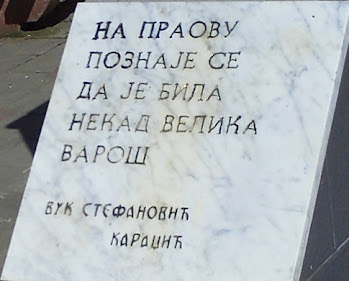 НА ПРАОВУ
ПОЗНАЈЕ СЕ
ДА ЈЕ БИЛА
НЕКАД ВЕЛИКА
ВАРОШ
ВУК СТЕФАНОВИЋ
КАРАЏИЋ